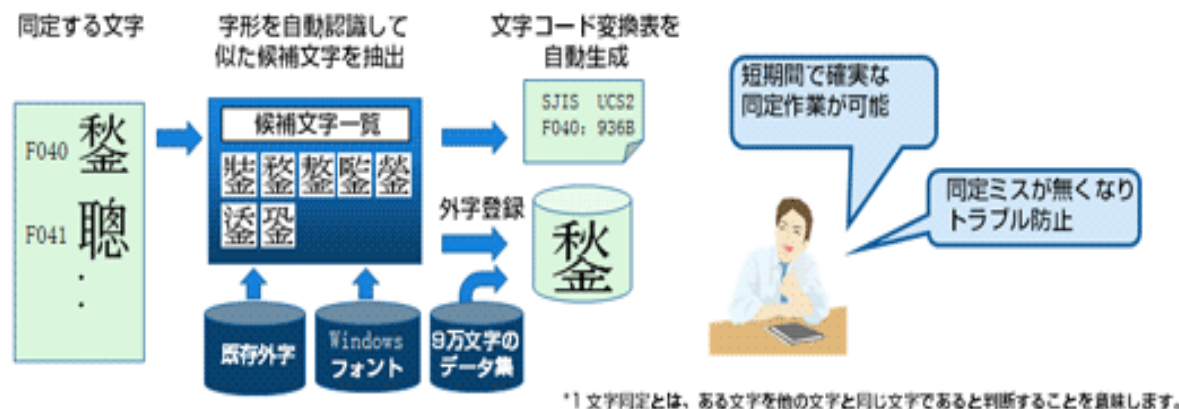 同定する文字
字形を自動認識して
似た候補文字を抽出
文字コード変換表を
自動生成
F040
F041 聰
・
・
候補文字一覧
SJIS UCS2
F040: 936B
外字登録
既存外字
Windows
フォント
9万文字の
データ集
短期間で確実な
同定作業が可能
同定ミスが無くなり
トラブル防止
*1 文字同定とは、ある文字を他の文字と同じ文字であると判断することを意味します。